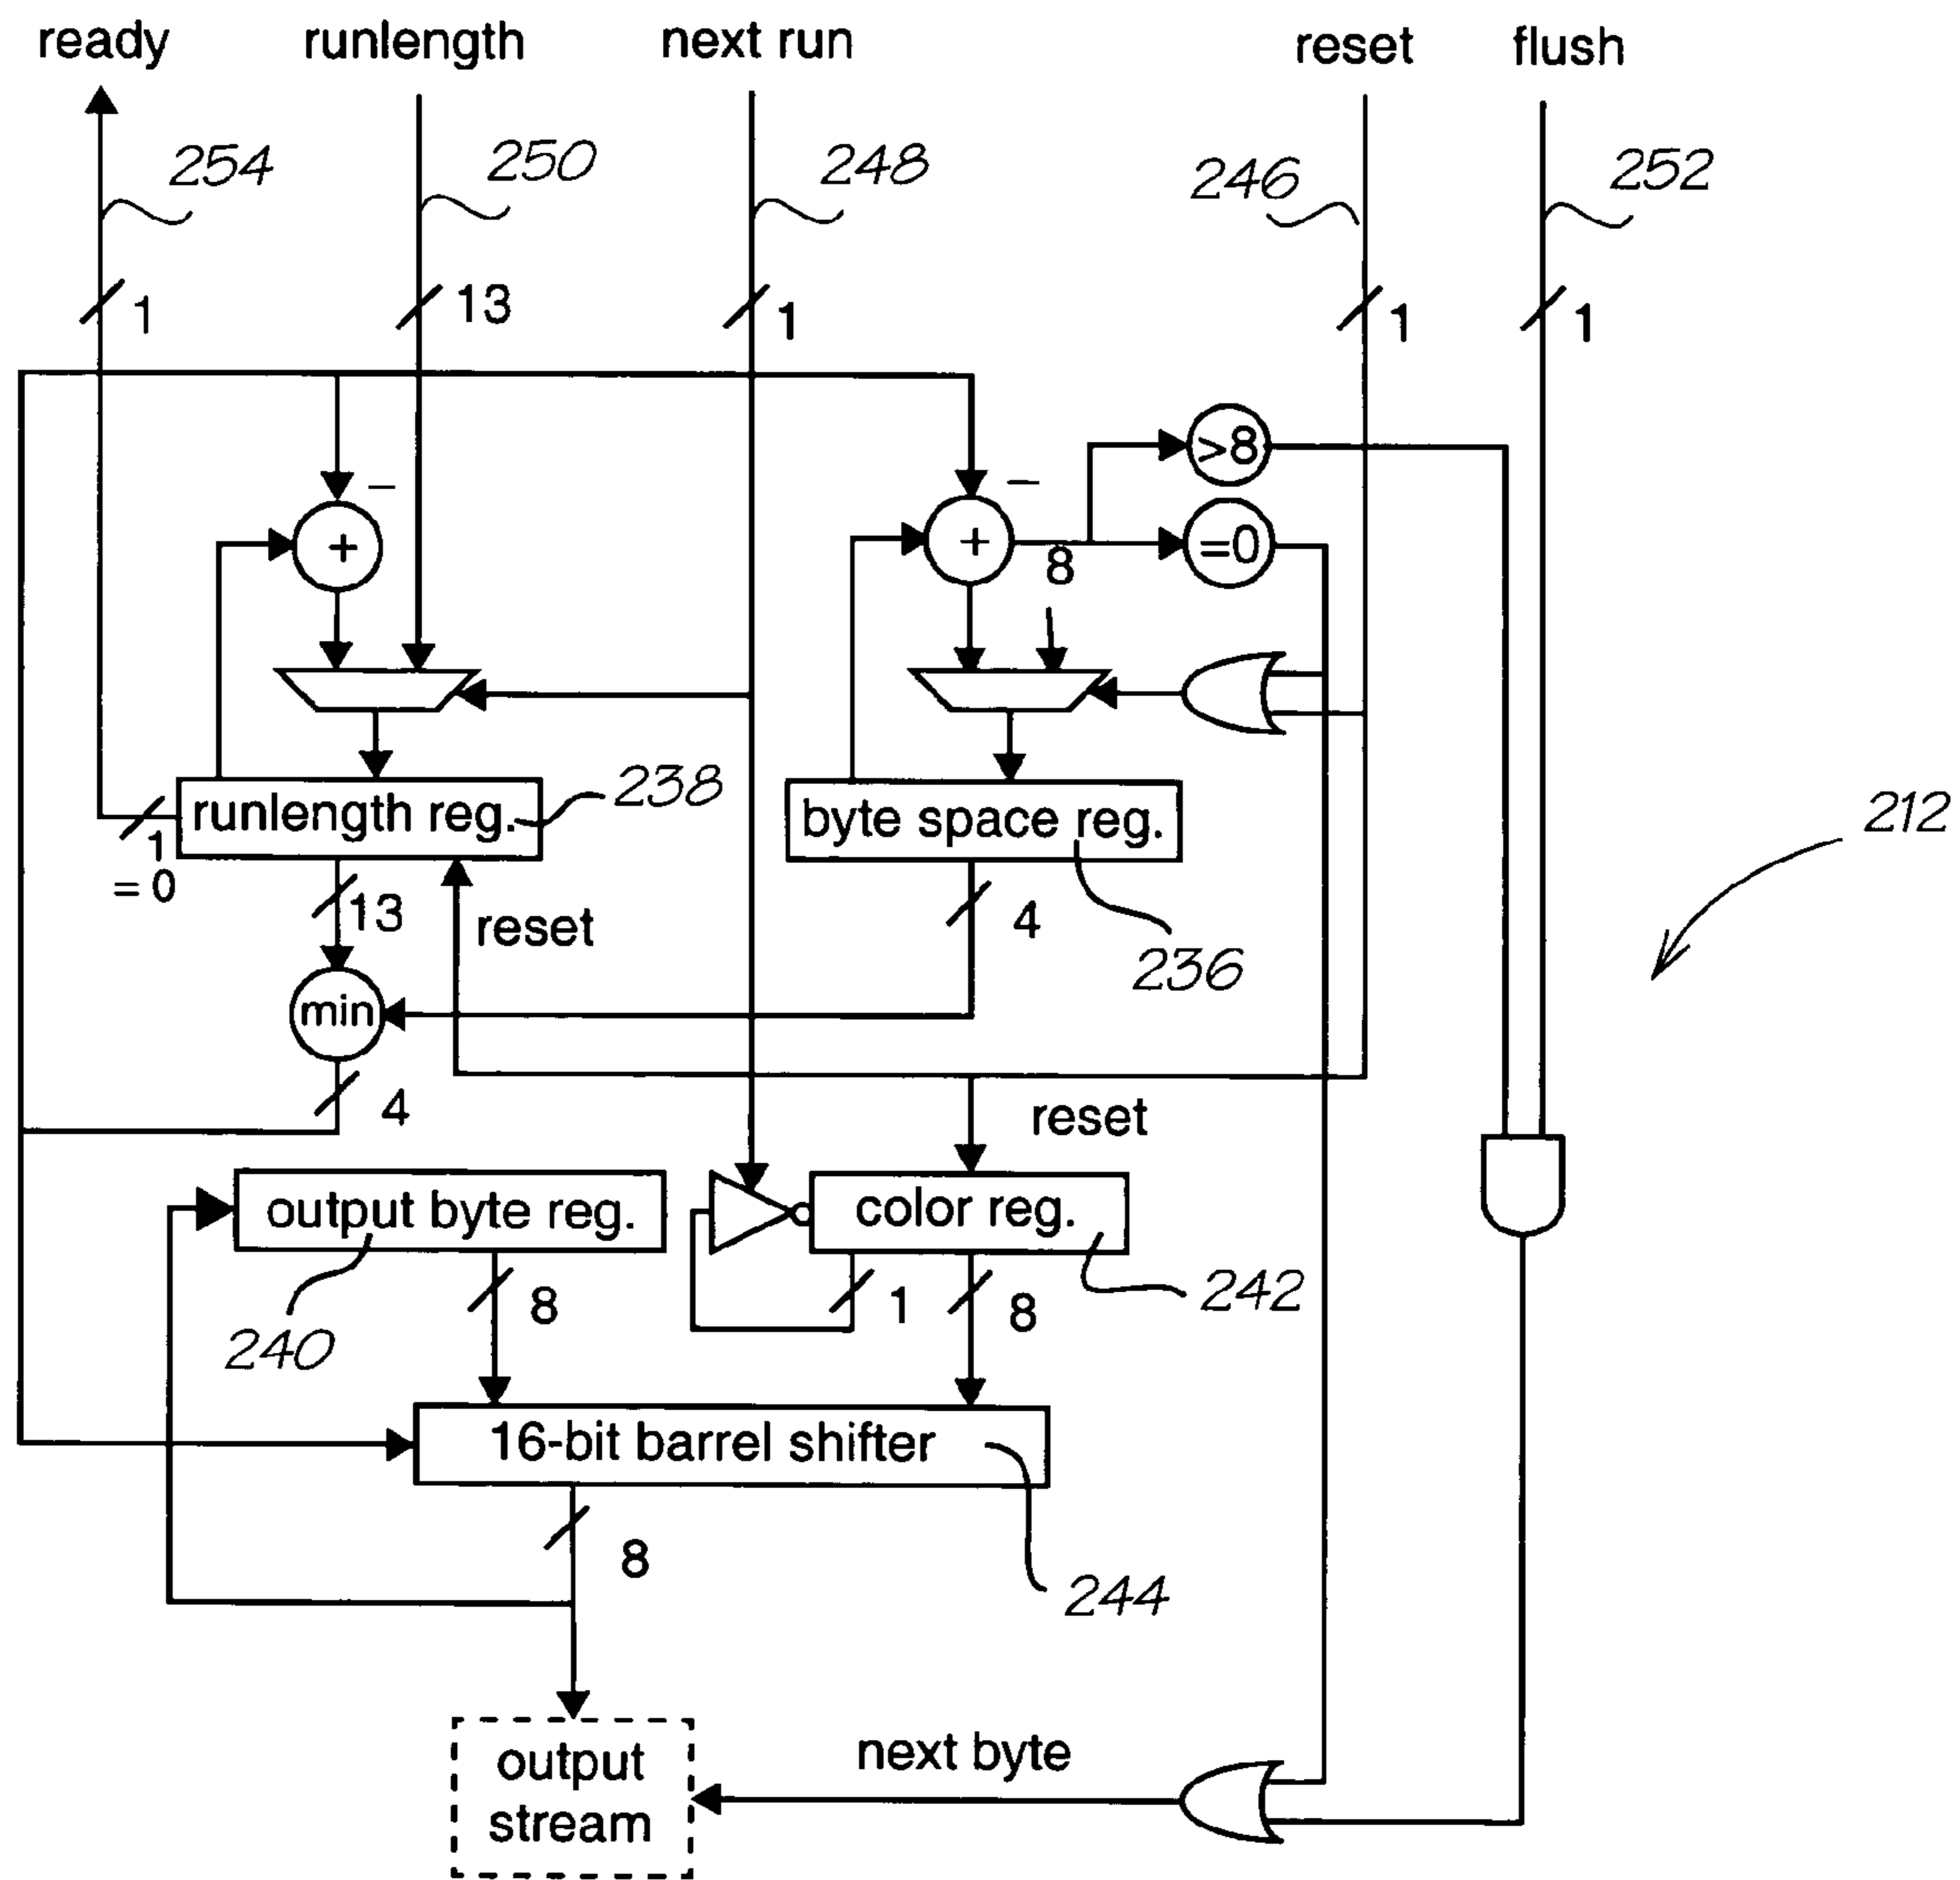 ready
runlength
next run
reset
flush
254
250
248
246
252
1
13
1
1
1
−
−
>8
+
+
=0
8
runlength reg.
238
byte space reg.
212
1
= 0
13
reset
4
236
min
4
reset
output byte reg.
color reg.
240
8
1
8
242
16-bit barrel shifter
8
244
output
stream
next byte